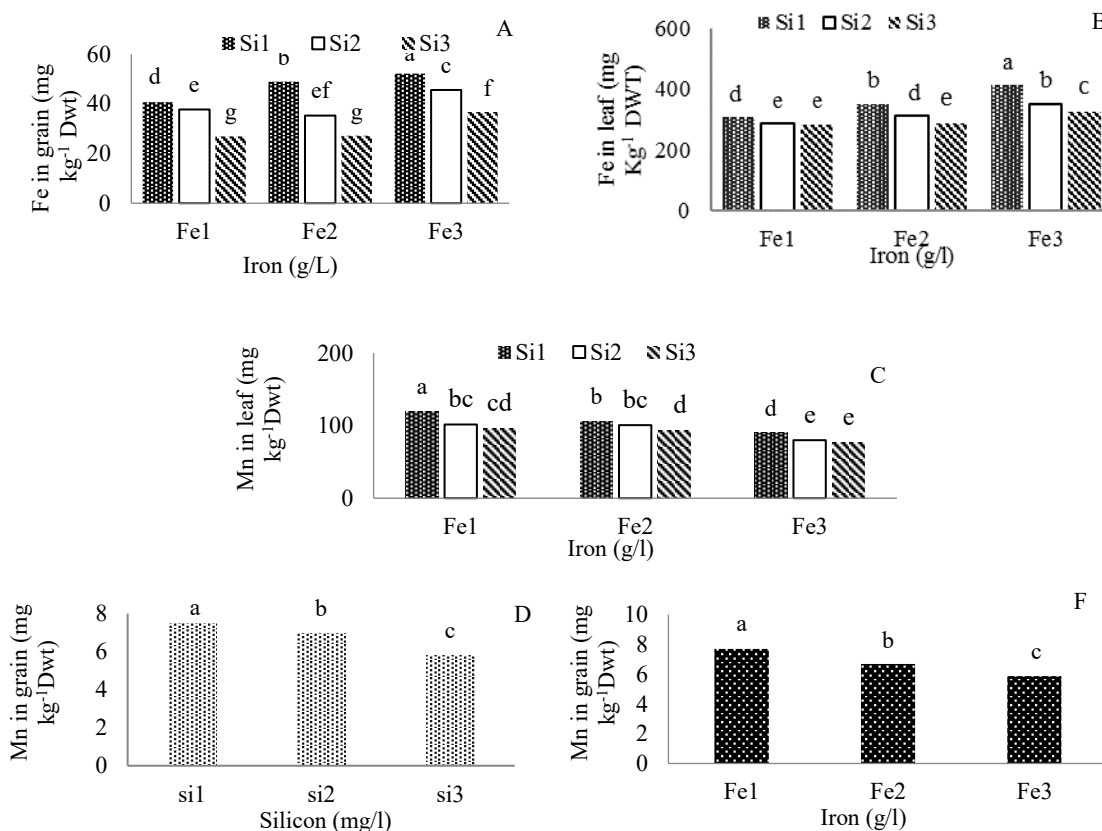 A
Si1 Si2 Si3
Fe in grain (mg
kg⁻¹ Dwt)
60
40
20
0
d e g b ef g a c f
Fe1 Fe2 Fe3
Iron (g/L)
B
Si1 Si2 Si3
Fe in leaf (mg
Kg⁻¹ DWT)
600
400
200
0
d e e b d e a b c
Fe1 Fe2 Fe3
Iron (g/l)
C
Si1 Si2 Si3
Mn in leaf (mg
kg⁻¹Dwt)
200
100
0
a bc cd b bc d d e e
Fe1 Fe2 Fe3
Iron (g/l)
D
Mn in grain (mg
kg⁻¹Dwt)
8
6
4
2
0
a b c
si1 si2 si3
Silicon (mg/l)
F
Mn in grain (mg
kg⁻¹Dwt)
10
8
6
4
2
0
a b c
Fe1 Fe2 Fe3
Iron (g/l)